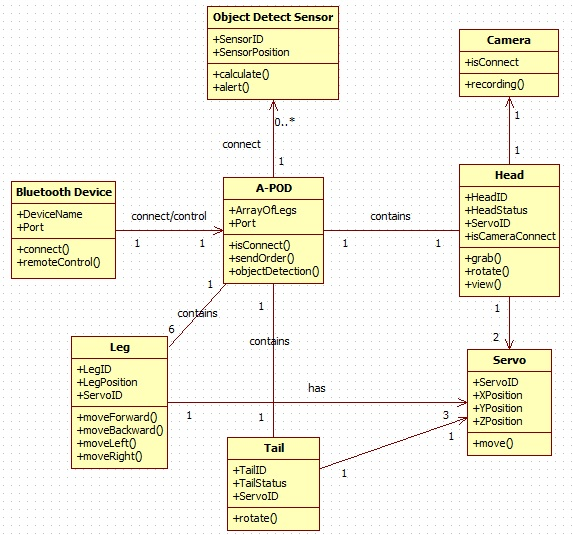 Object Detect Sensor
+SensorID
+SensorPosition
+calculate()
+alert()
Camera
+isConnect
+recording()
0..*
1
connect
1
1
Bluetooth Device
+DeviceName
+Port
+connect()
+remoteControl()
connect/control
1
1
A-POD
+ArrayOfLegs
+Port
+isConnect()
+sendOrder()
+objectDetection()
contains
1
1
Head
+HeadID
+HeadStatus
+ServoID
+isCameraConnect
+grab()
+rotate()
+view()
1
contains
6
1
contains
1
1
2
Leg
+LegID
+LegPosition
+ServoID
+moveForward()
+moveBackward()
+moveLeft()
+moveRight()
has
1
3
Servo
+ServoID
+XPosition
+YPosition
+ZPosition
+move()
Tail
+TailID
+TailStatus
+ServoID
+rotate()
1
1